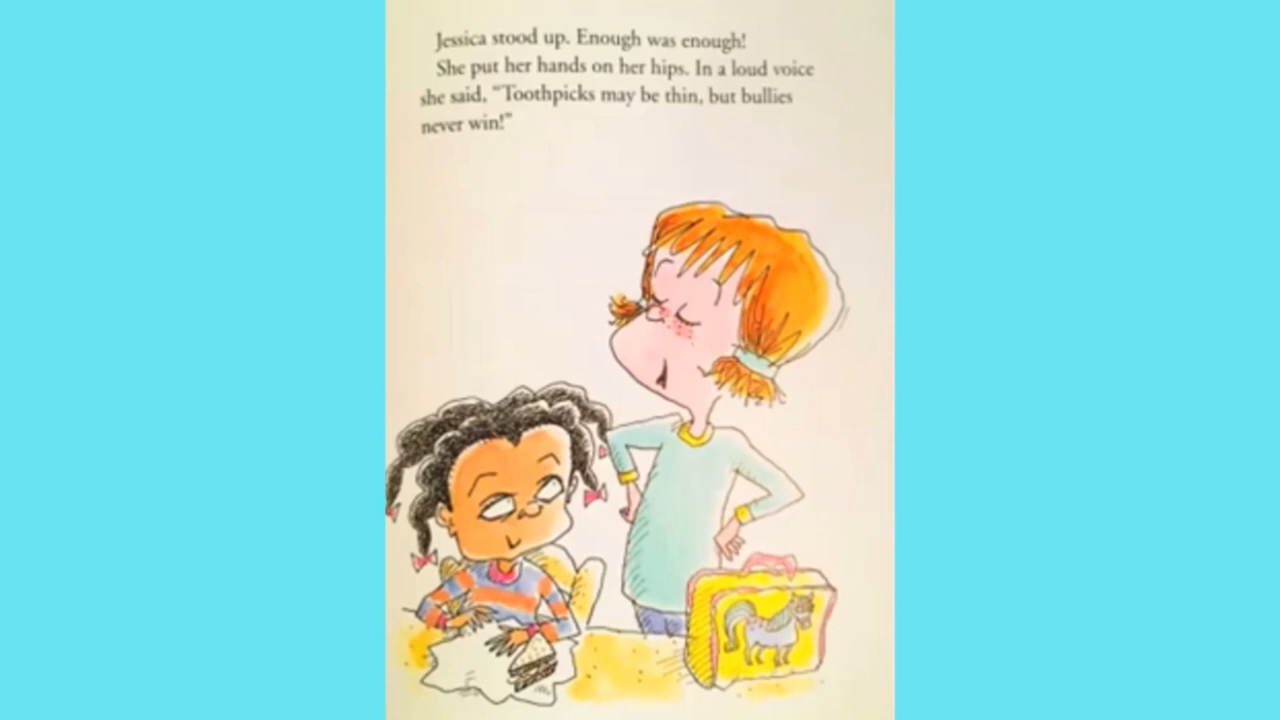 Jessica stood up. Enough was enough!
She put her hands on her hips. In a loud voice
she said, “Toothpicks may be thin, but bullies
never win!”